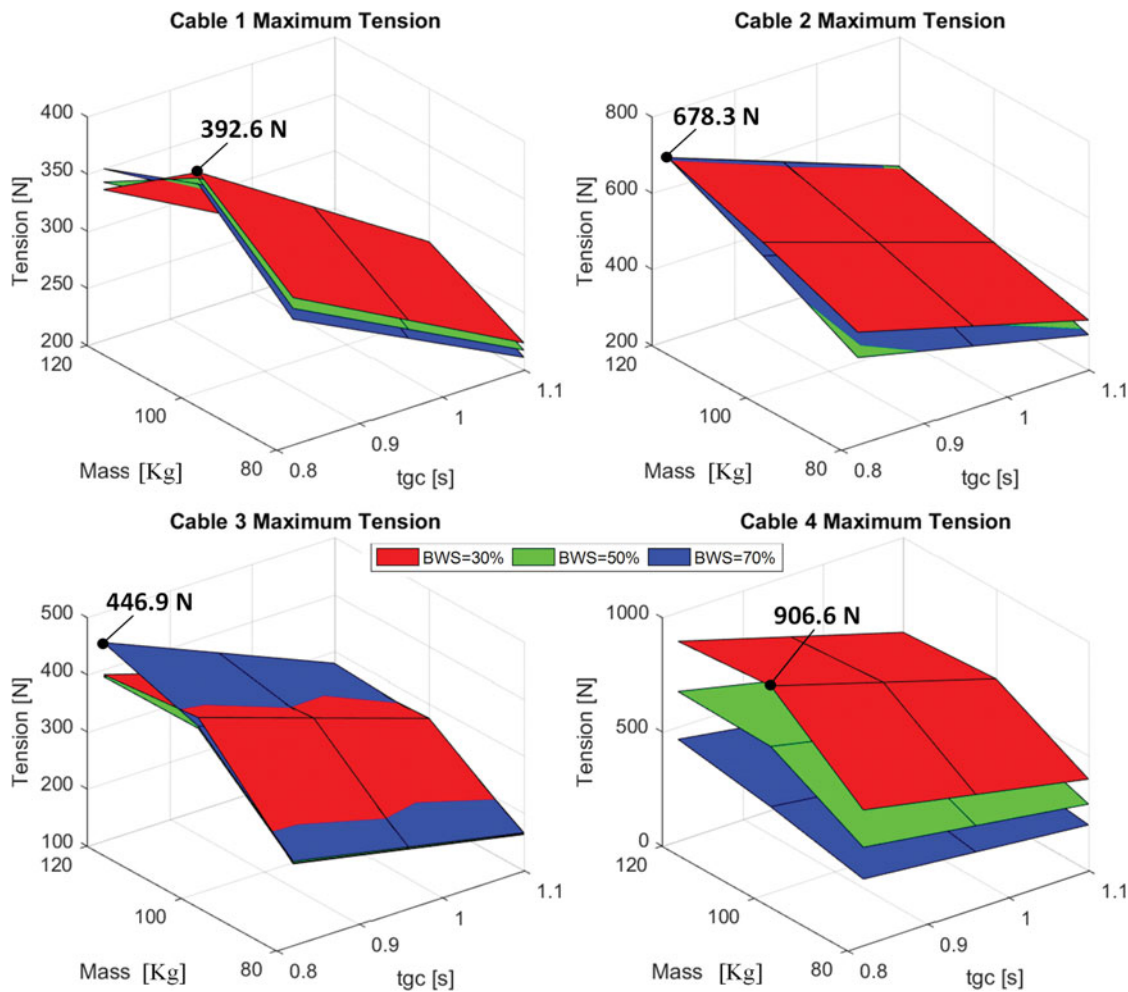 Cable 1 Maximum Tension
Tension [N]
400
350
300
250
200
392.6 N
120
100
80
Mass [Kg]
0.8
0.9
1
1.1
tgc [s]
Cable 2 Maximum Tension
Tension [N]
800
600
400
200
678.3 N
120
100
80
Mass [Kg]
0.8
0.9
1
1.1
tgc [s]
Cable 3 Maximum Tension
BWS=30% BWS=50% BWS=70%
Tension [N]
500
400
300
200
100
446.9 N
120
100
80
Mass [Kg]
0.8
0.9
1
1.1
tgc [s]
Cable 4 Maximum Tension
Tension [N]
1000
500
0
906.6 N
120
100
80
Mass [Kg]
0.8
0.9
1
1.1
tgc [s]